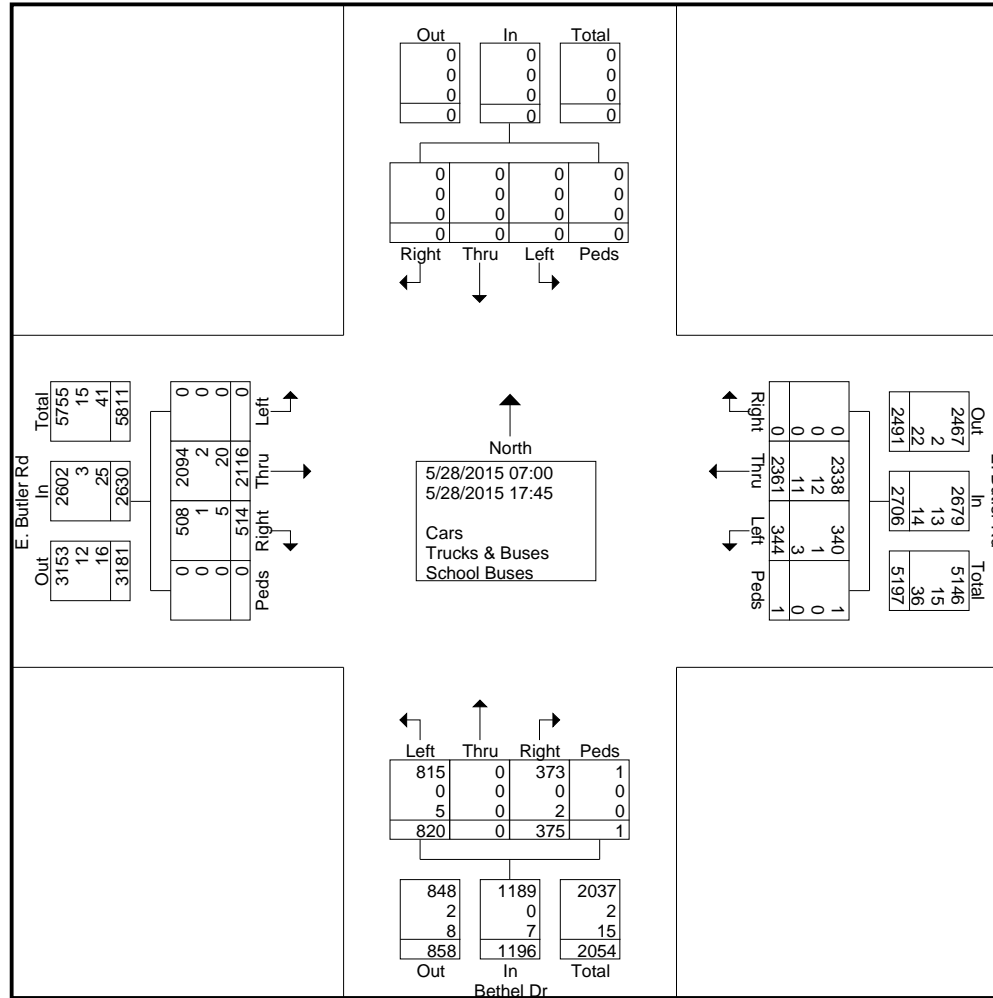 Out In Total
0 0 0
0 0 0
0 0 0
0 0 0
0 0 0 0
0 0 0 0
0 0 0 0
0 0 0 0
Right Thru Left Peds
E. Butler Rd
Out In Total
3153 2602 5755
12 3 15
16 25 41
3181 2630 5811
0 2094 508 0
0 2 1 0
0 20 5 0
0 2116 514 0
Left Thru Right Peds
North
5/28/2015 07:00
5/28/2015 17:45
Cars
Trucks & Buses
School Buses
Right Thru Left Peds
0 2338 340 1
0 12 1 0
0 11 3 0
0 2361 344 1
Out In Total
2467 2679 5146
2 13 15
22 14 36
2491 2706 5197
Left Thru Right Peds
815 0 373 1
0 0 0 0
5 0 2 0
820 0 375 1
848 1189 2037
2 0 2
8 7 15
858 1196 2054
Out In Total
Bethel Dr